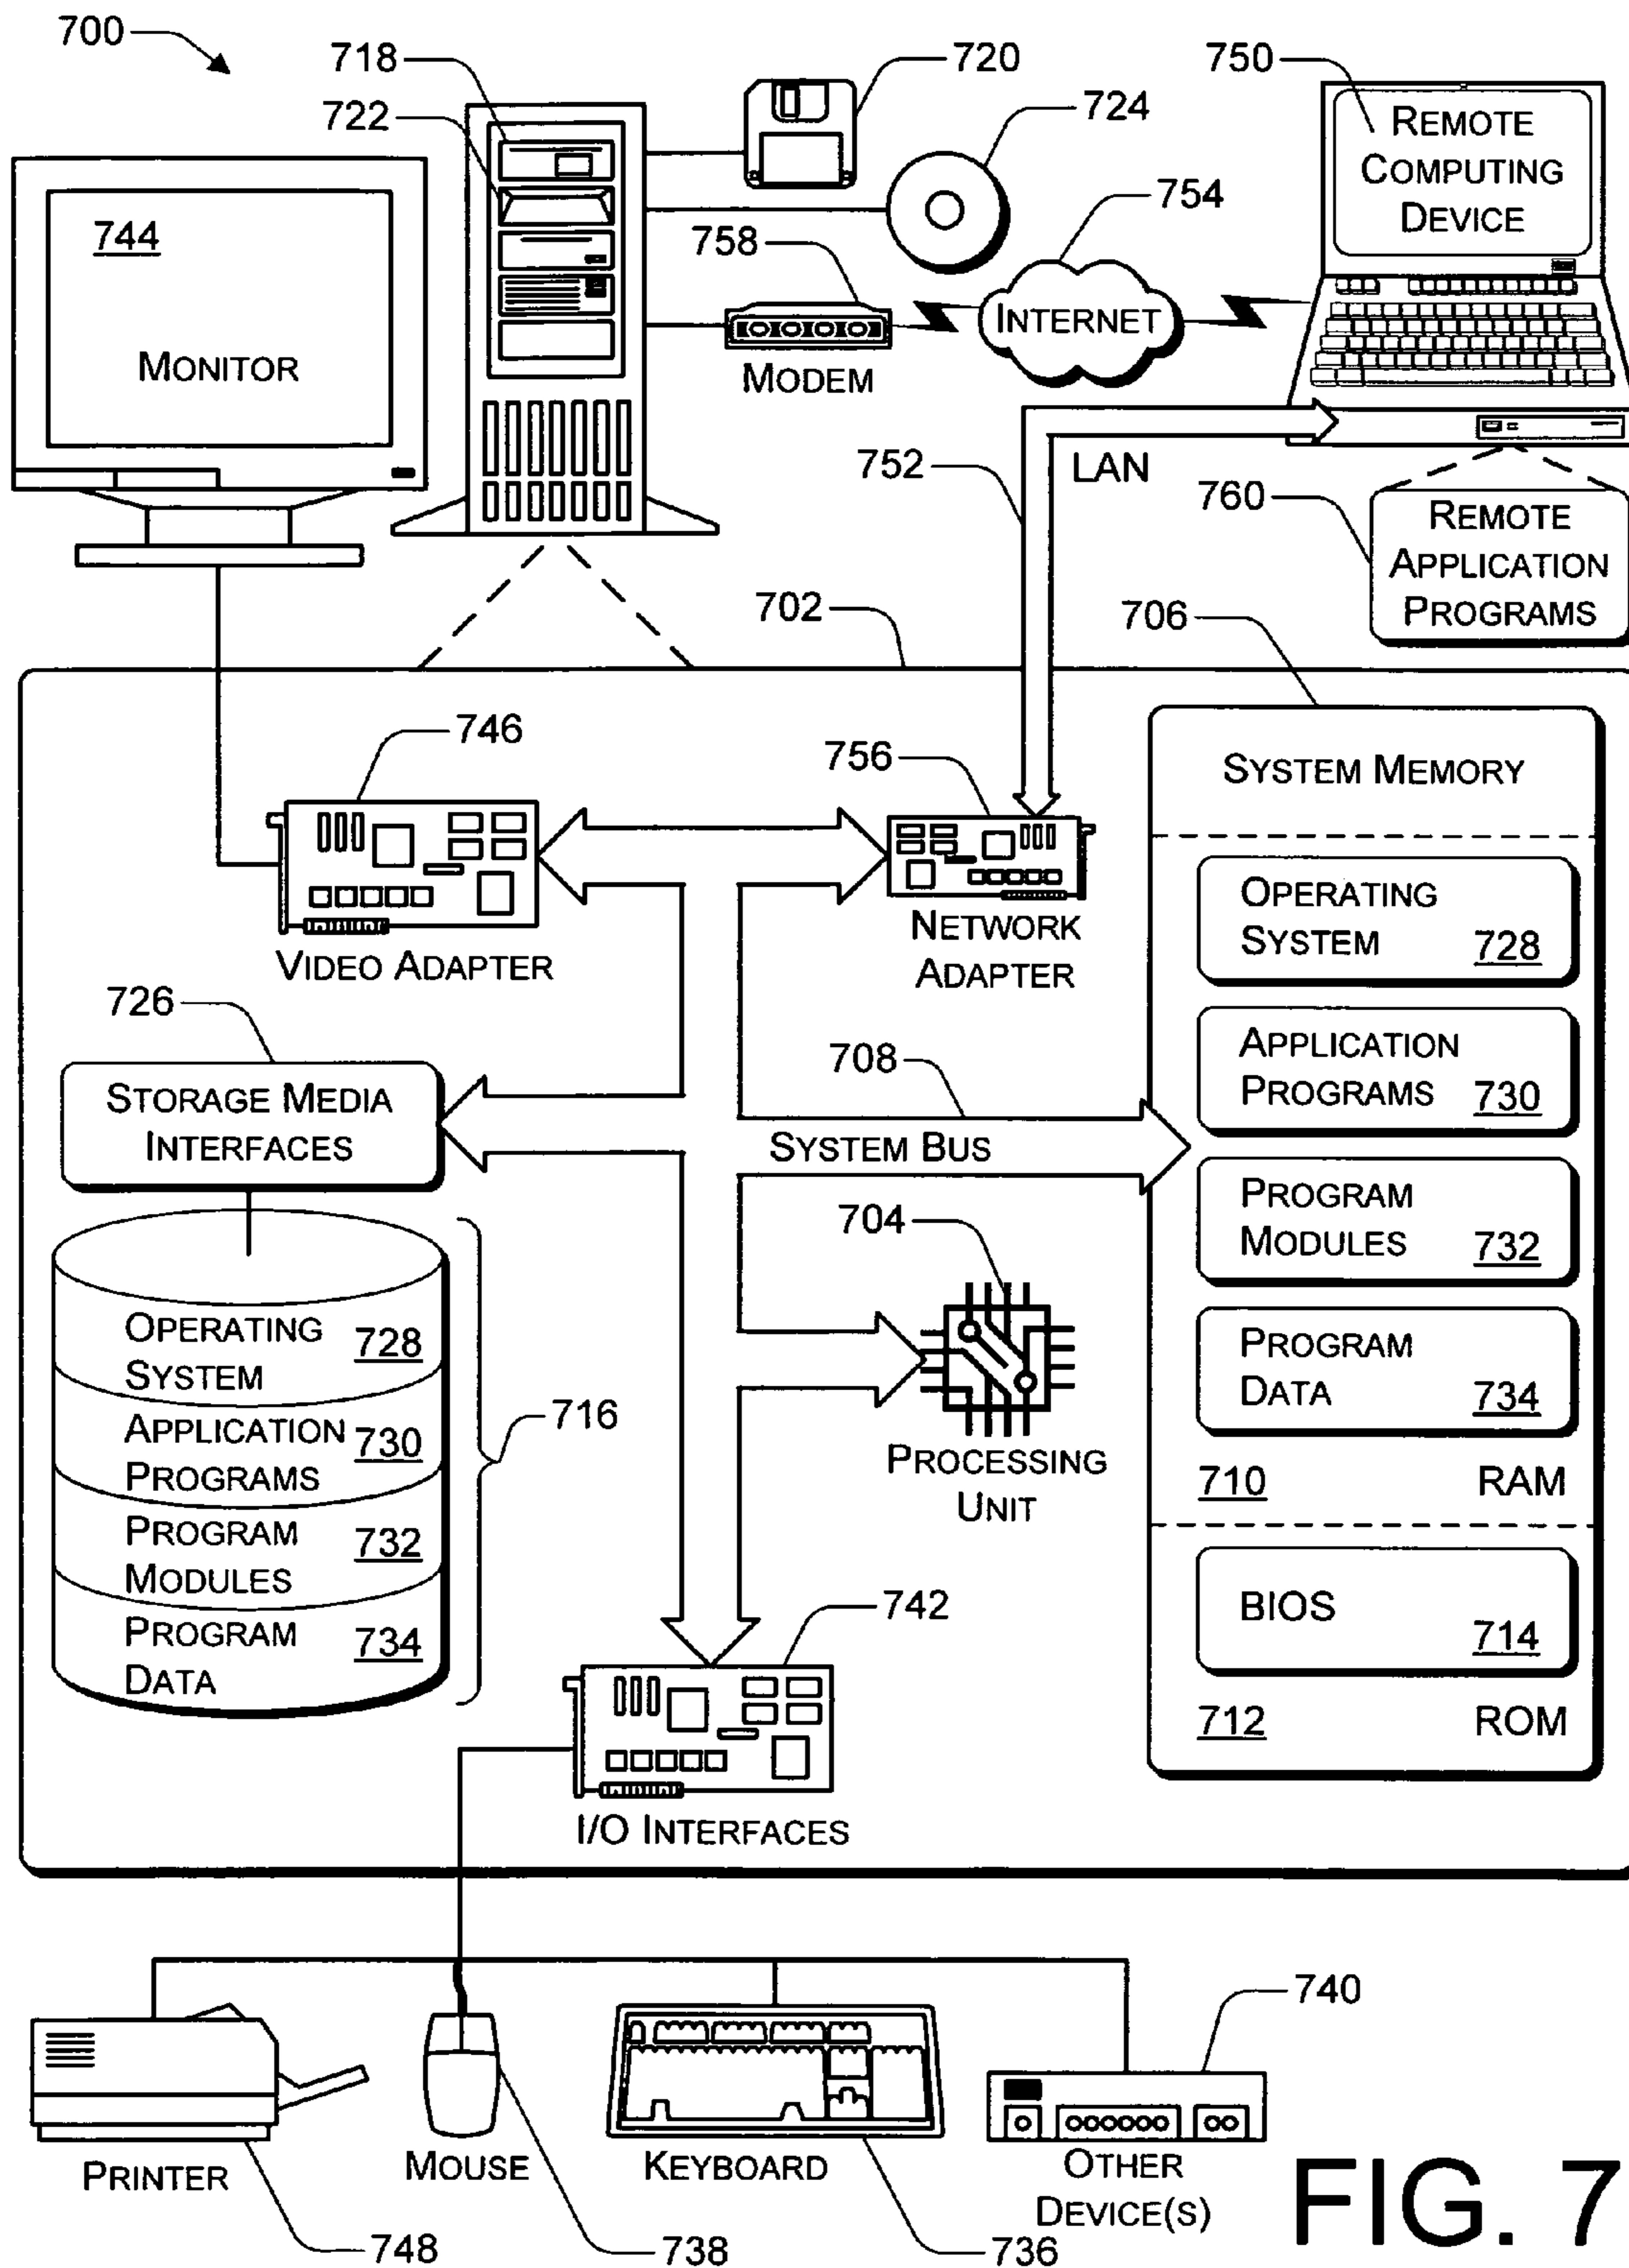 700
718
720
750
722
724
REMOTE
COMPUTING
DEVICE
754
744
758
INTERNET
MONITOR
MODEM
752
LAN
760
REMOTE
APPLICATION
PROGRAMS
702
706
746
756
SYSTEM MEMORY
OPERATING
SYSTEM 728
NETWORK
ADAPTER
VIDEO ADAPTER
726
708
APPLICATION
PROGRAMS 730
STORAGE MEDIA
INTERFACES
SYSTEM BUS
PROGRAM
MODULES 732
704
OPERATING
SYSTEM 728
PROGRAM
DATA 734
716
APPLICATION
PROGRAMS 730
PROCESSING
UNIT
710 RAM
PROGRAM
MODULES 732
742
BIOS
714
PROGRAM
DATA 734
712 ROM
I/O INTERFACES
740
PRINTER
MOUSE
KEYBOARD
OTHER
DEVICE(S)
748
738
736
FIG. 7